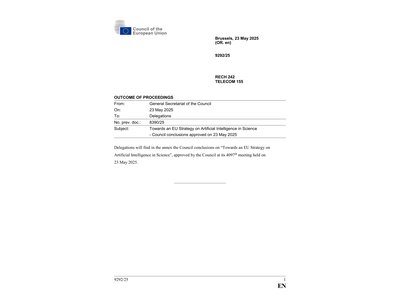 Council of the
European Union
Brussels, 23 May 2025
(OR. en)
9292/25
RECH 242
TELECOM 155
OUTCOME OF PROCEEDINGS
From: General Secretariat of the Council
On: 23 May 2025
To: Delegations
No. prev. doc.: 8390/25
Subject: Towards an EU Strategy on Artificial Intelligence in Science
- Council conclusions approved on 23 May 2025
Delegations will find in the annex the Council conclusions on "Towards an EU Strategy on
Artificial Intelligence in Science", approved by the Council at its 4097th meeting held on
23 May 2025
9292/25 1
EN